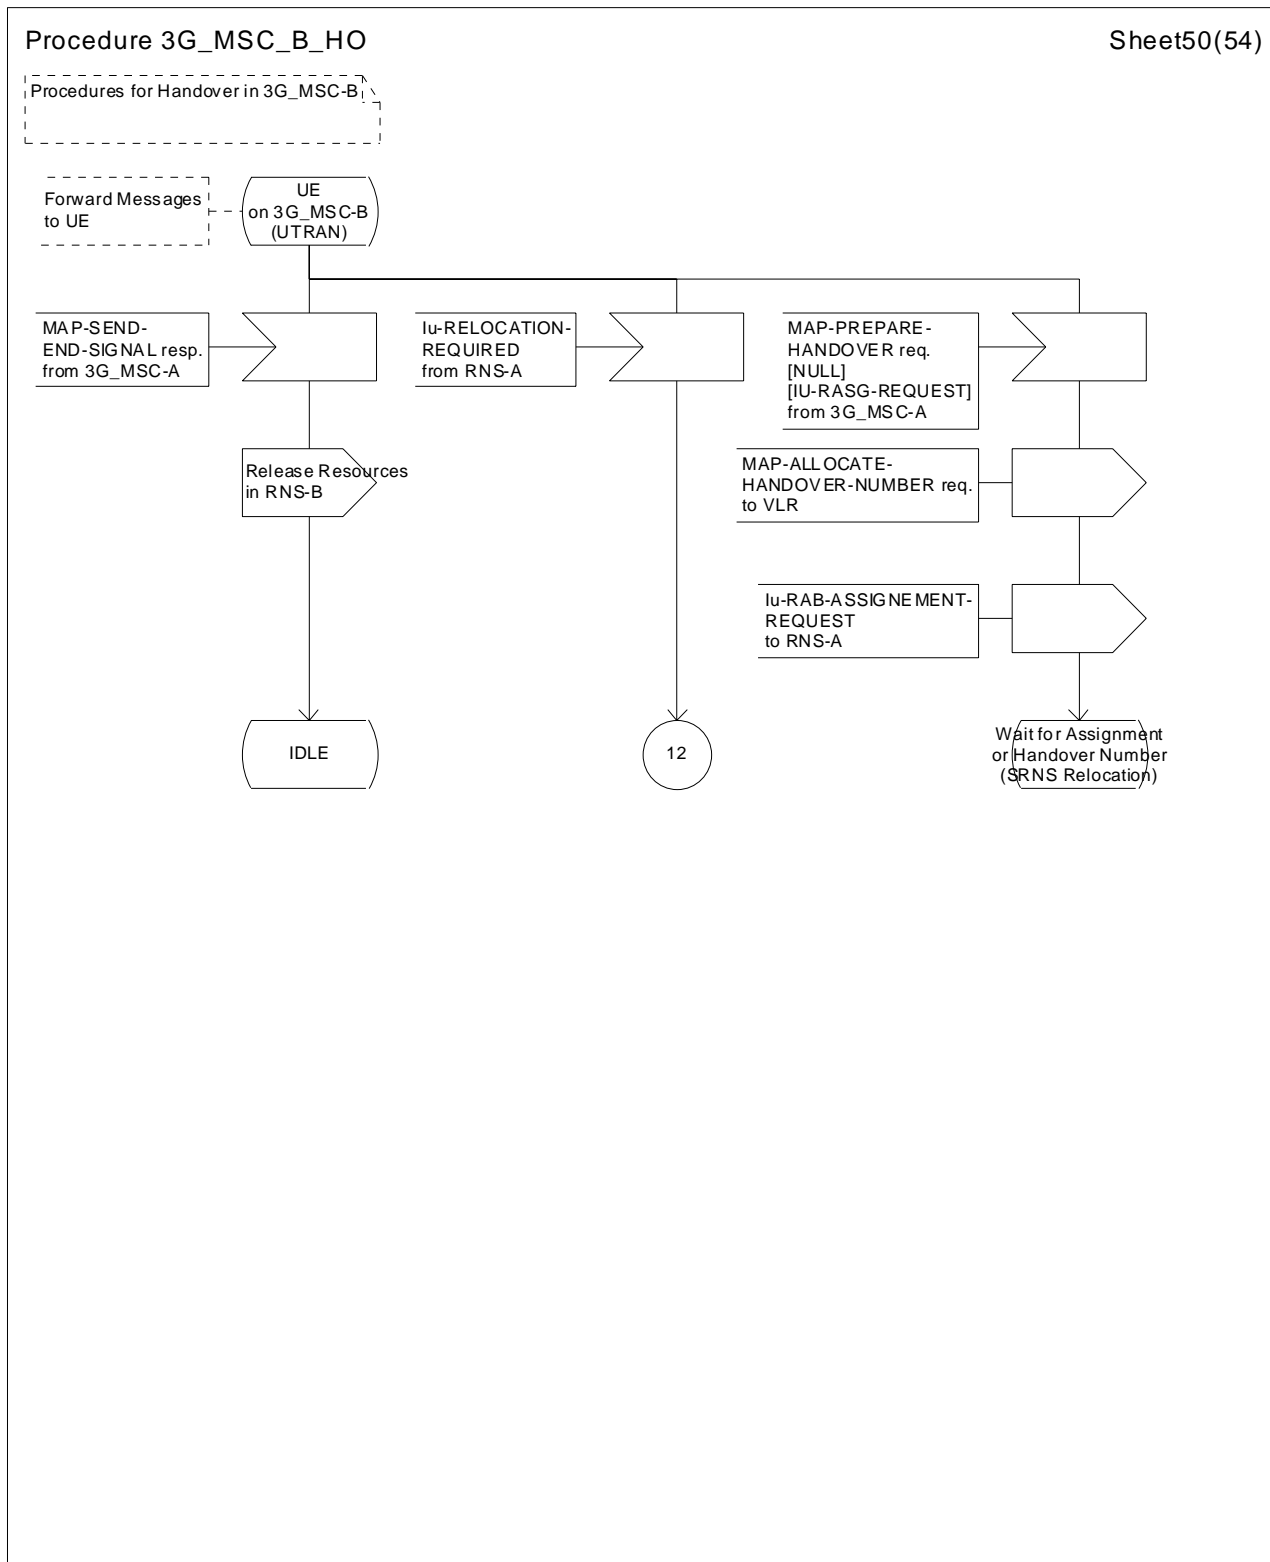 Procedure 3G_MSC_B_HO
Sheet50(54)
Procedures for Handover in 3G_MSC-B
Forward Messages
to UE
UE
on 3G_MSC-B
(UTRAN)
MAP-SEND-
END-SIGNAL resp.
from 3G_MSC-A
Iu-RELOCATION-
REQUIRED
from RNS-A
MAP-PREPARE-
HANDOVER req.
[NULL]
[IU-RASG-REQUEST]
from 3G_MSC-A
Release Resources
in RNS-B
MAP-ALLOCATE-
HANDOVER-NUMBER req.
to VLR
Iu-RAB-ASSIGNEMENT-
REQUEST
to RNS-A
IDLE
12
Wait for Assignment
or Handover Number
(SRNS Relocation)